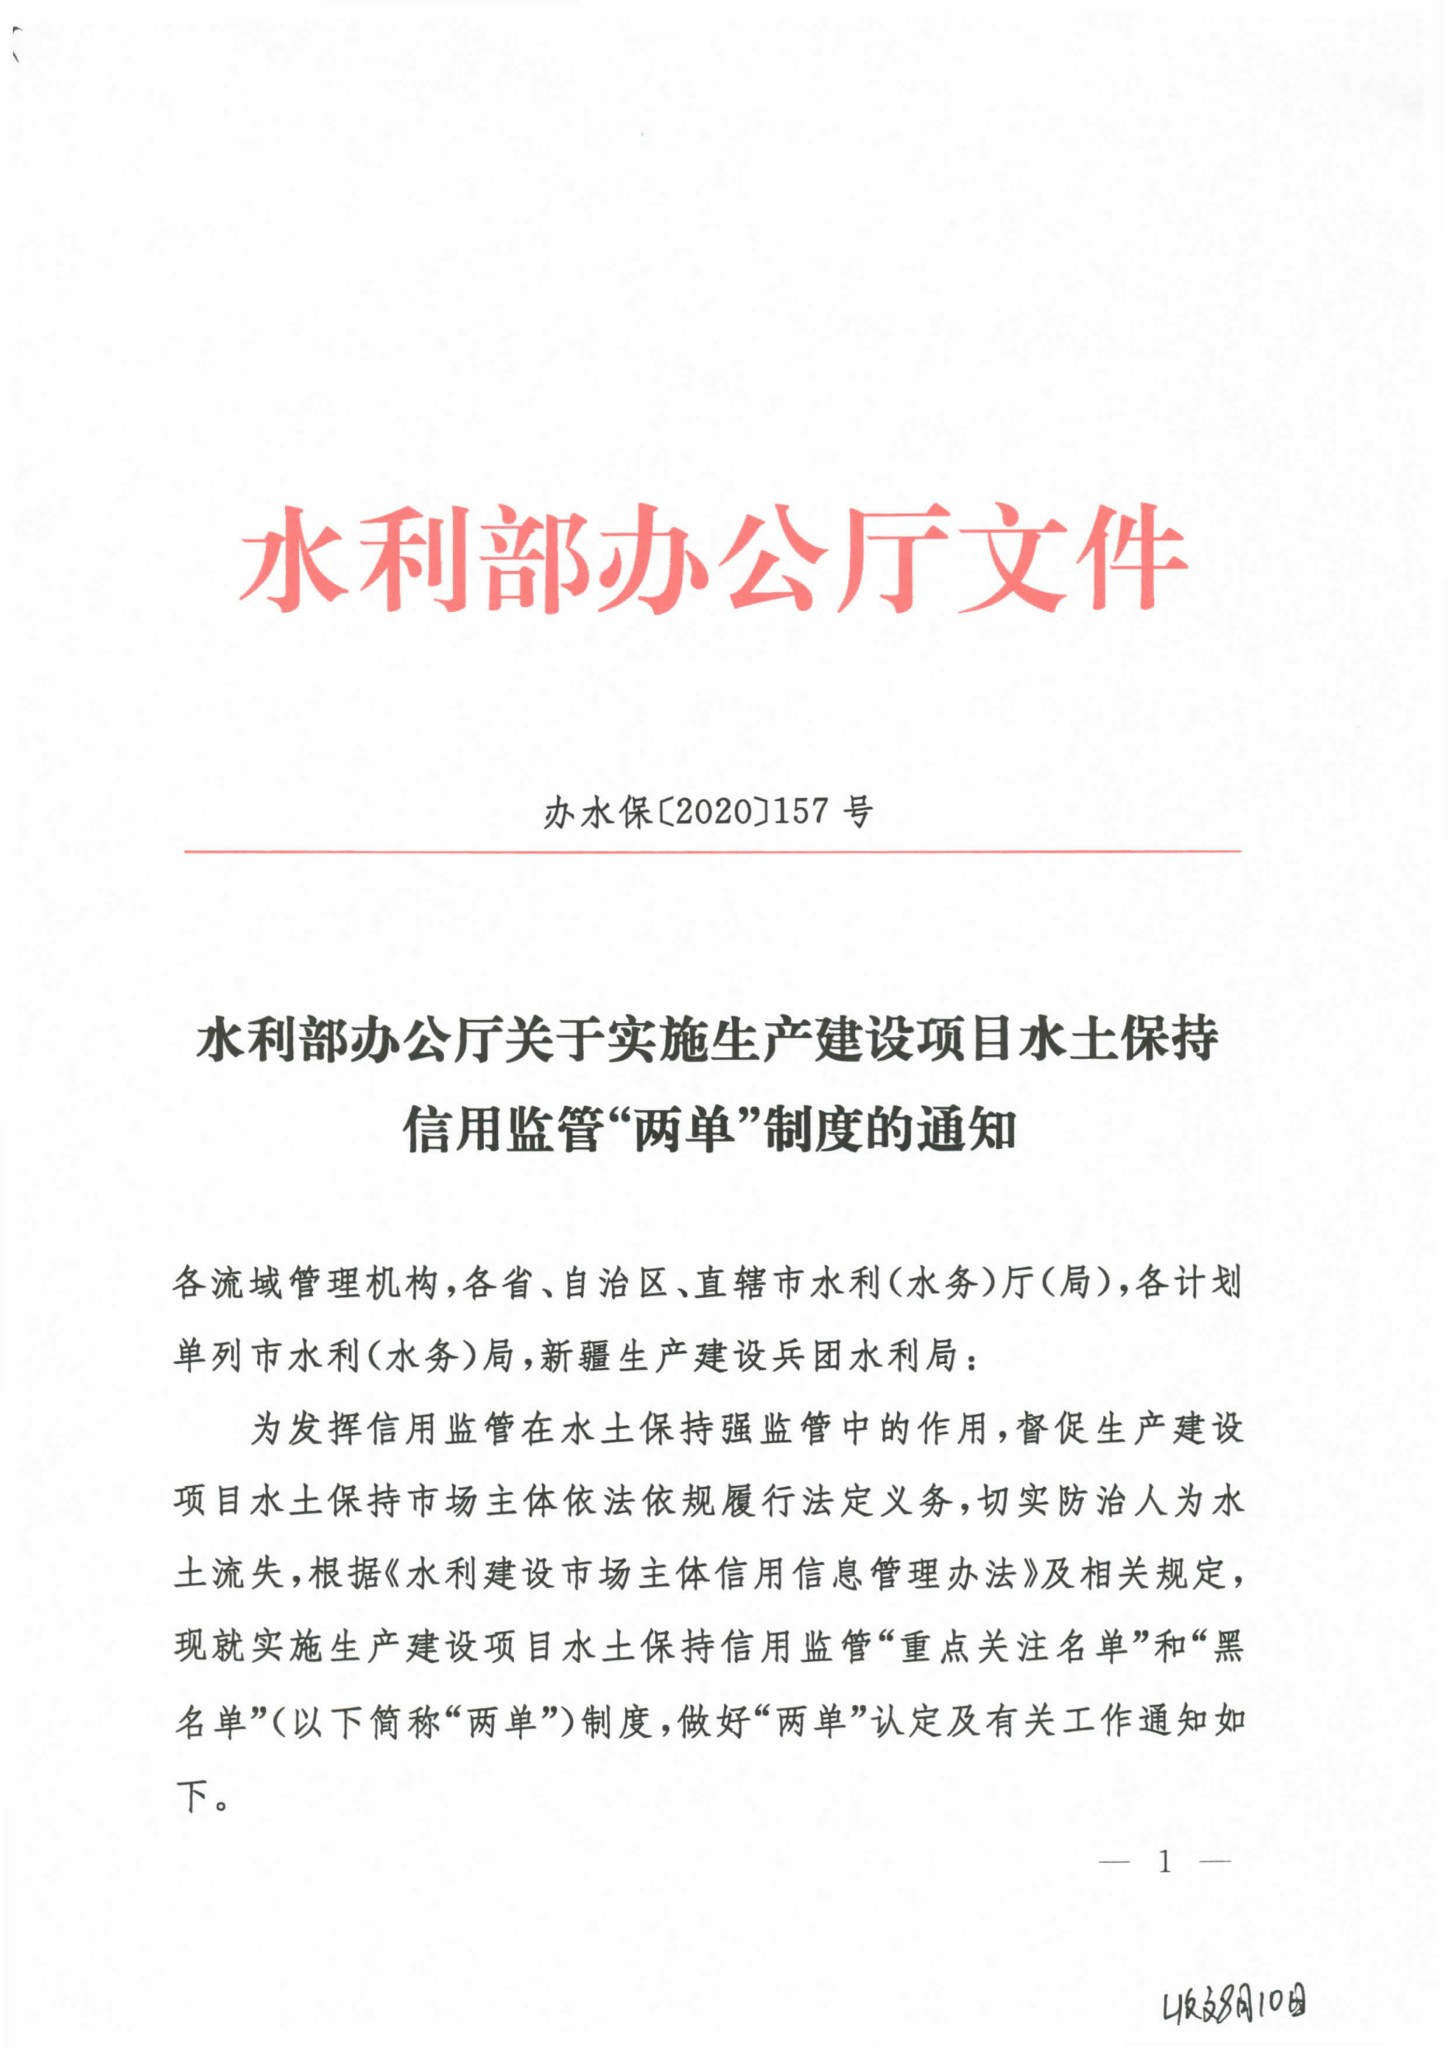 水利部办公厅文件
办水保〔2020〕157 号
水利部办公厅关于实施生产建设项目水土保持
信用监管“两单”制度的通知
各流域管理机构,各省、自治区、直辖市水利(水务)厅(局),各计划
单列市水利(水务)局,新疆生产建设兵团水利局:
为发挥信用监管在水土保持强监管中的作用,督促生产建设
项目水土保持市场主体依法依规履行法定义务,切实防治人为水
土流失,根据《水利建设市场主体信用信息管理办法》及相关规定,
现就实施生产建设项目水土保持信用监管“重点关注名单”和“黑
名单”(以下简称“两单”)制度,做好“两单”认定及有关工作通知如
下。
— 1 —
收文8月10日